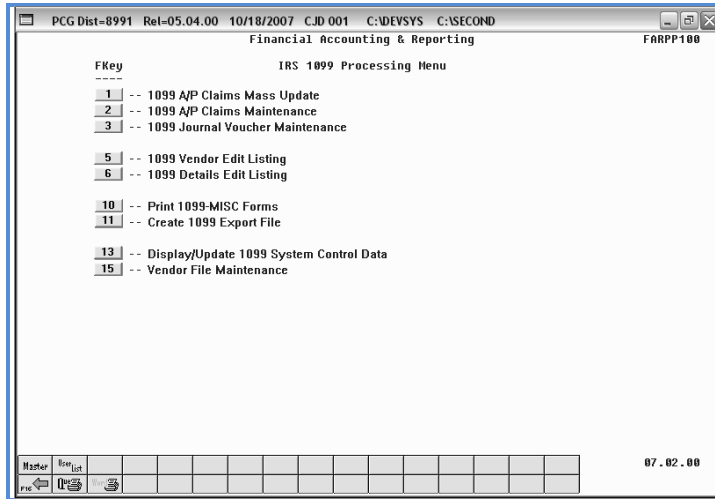 PCG Dist=8991 Rel=05.04.00 10/18/2007 CJD 001 C:\DEVSYS C:\SECOND
Financial Accounting & Reporting FARPP100
FKey IRS 1099 Processing Menu
----
1 -- 1099 A/P Claims Mass Update
2 -- 1099 A/P Claims Maintenance
3 -- 1099 Journal Voucher Maintenance
5 -- 1099 Vendor Edit Listing
6 -- 1099 Details Edit Listing
10 -- Print 1099-MISC Forms
11 -- Create 1099 Export File
13 -- Display/Update 1099 System Control Data
15 -- Vendor File Maintenance
Master User List 07.02.00
F16 Que